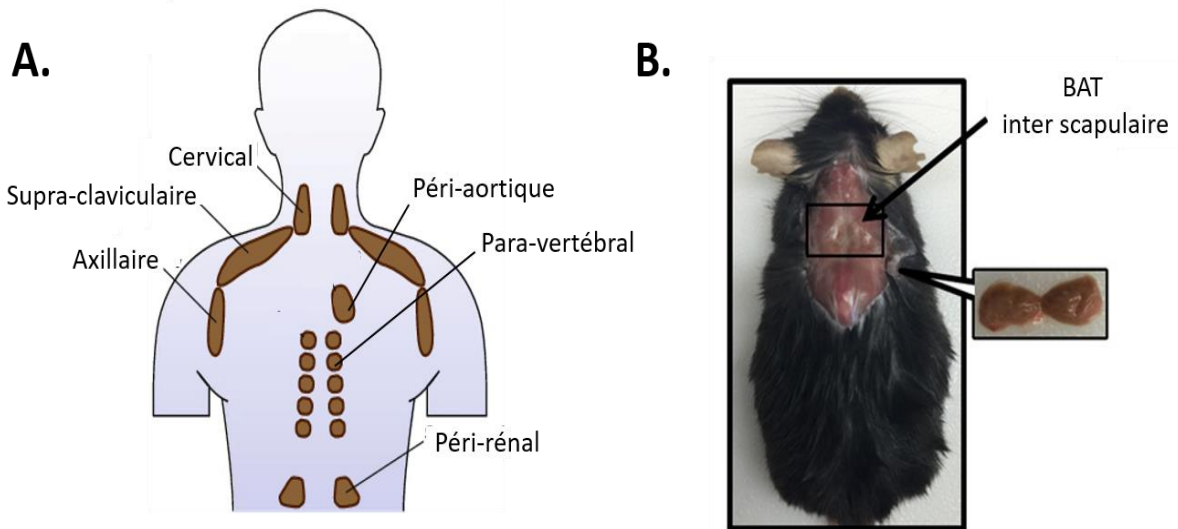 A.
Cervical
Supra-claviculaire
Axillaire
Péri-aortique
Para-vertébral
Péri-rénal
B.
BAT
inter scapulaire